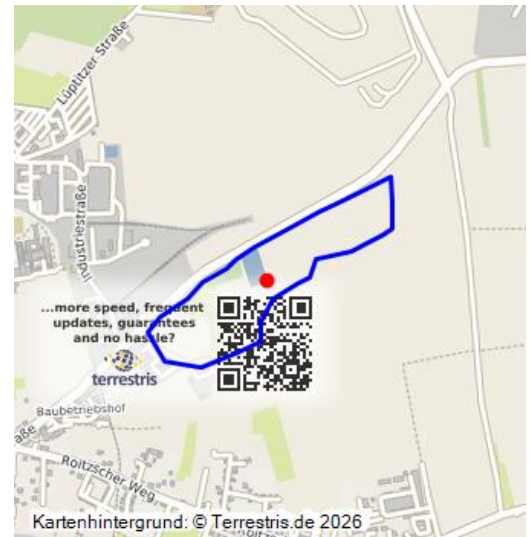 Lüptitzer Straße
Industriestraße
...more speed, frequent
updates, guarantees
and no hassle?
terrestris
Baubetriebshof
aße
Roitzscher Weg
Kartenhintergrund: © Terrestris.de 2026